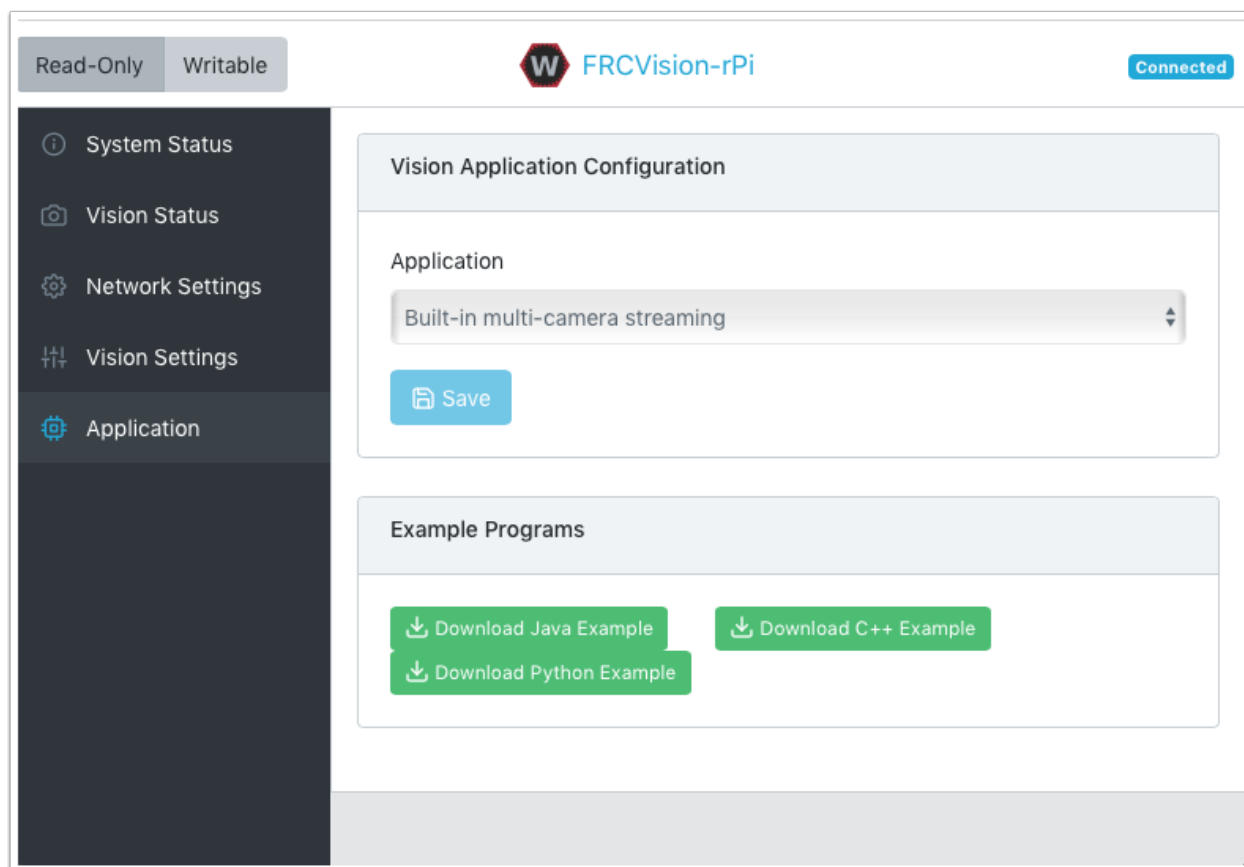 Read-Only Writable W FRCVision-rPi Connected
System Status
Vision Status
Network Settings
Vision Settings
Application
Vision Application Configuration
Application
Built-in multi-camera streaming
Save
Example Programs
Download Java Example Download C++ Example
Download Python Example